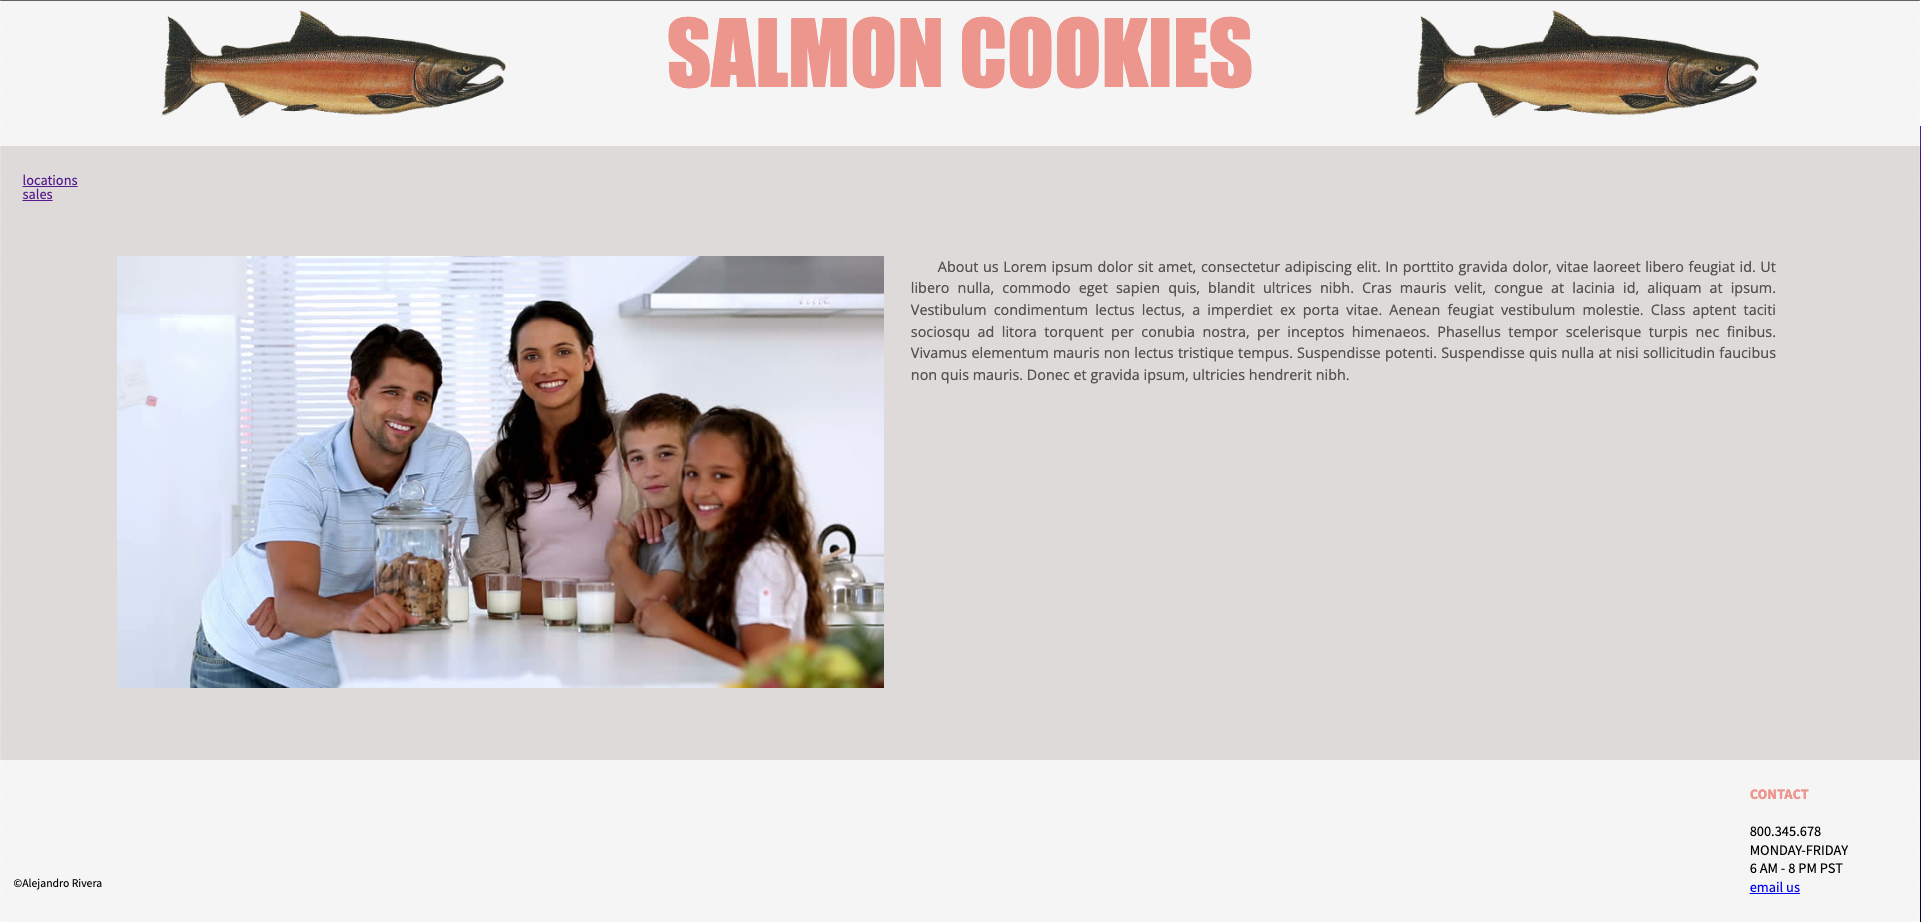 SALMON COOKIES
locations
sales
About us Lorem ipsum dolor sit amet, consectetur adipiscing elit. In porttito gravida dolor, vitae laoreet libero feugiat id. Ut
libero nulla, commodo eget sapien quis, blandit ultrices nibh. Cras mauris velit, congue at lacinia id, aliquam at ipsum.
Vestibulum condimentum lectus lectus, a imperdiet ex porta vitae. Aenean feugiat vestibulum molestie. Class aptent taciti
sociosqu ad litora torquent per conubia nostra, per inceptos himenaeos. Phasellus tempor scelerisque turpis nec finibus.
Vivamus elementum mauris non lectus tristique tempus. Suspendisse potenti. Suspendisse quis nulla at nisi sollicitudin faucibus
non quis mauris. Donec et gravida ipsum, ultricies hendrerit nibh.
CONTACT
800.345.678
MONDAY-FRIDAY
6 AM - 8 PM PST
email us
©Alejandro Rivera